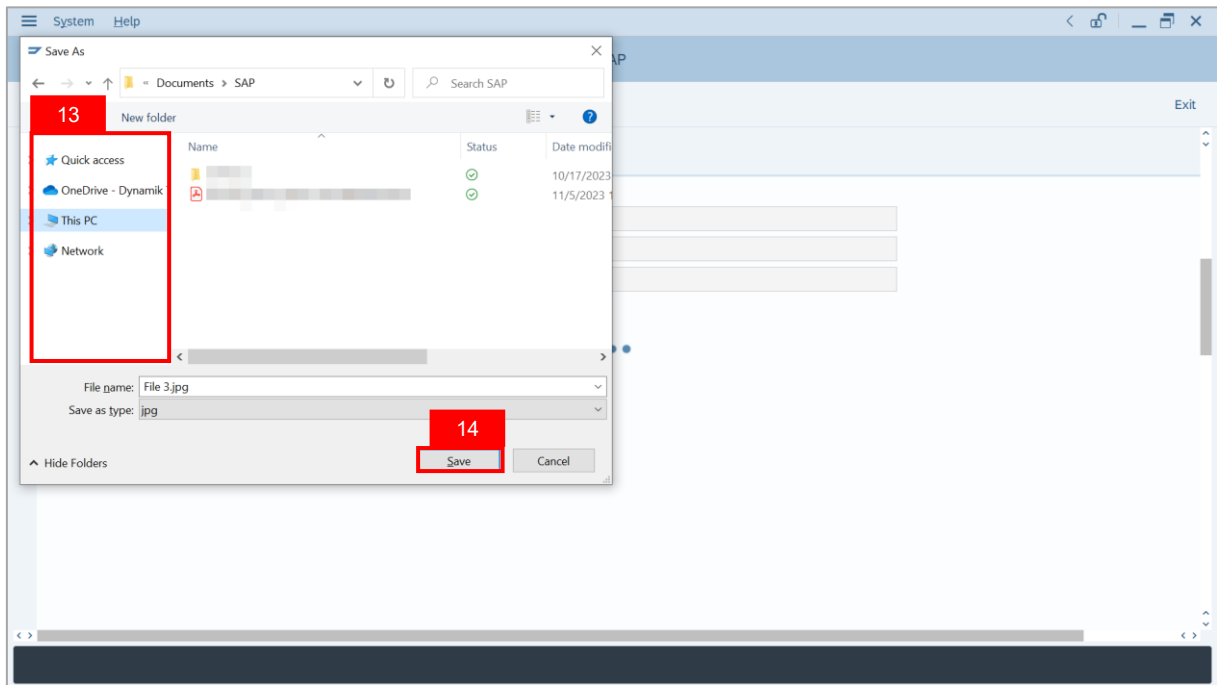 System Help
Save As
AP
« Documents > SAP
Search SAP
Exit
13
New folder
Name Status Date modifi
Quick access
10/17/2023
OneDrive - Dynamik
11/5/2023 1
This PC
Network
File name: File 3.jpg
Save as type: jpg
14
Hide Folders
Save Cancel